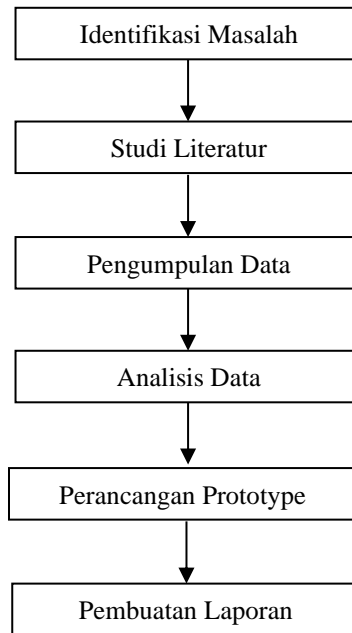 Identifikasi Masalah
Studi Literatur
Pengumpulan Data
Analisis Data
Perancangan Prototype
Pembuatan Laporan